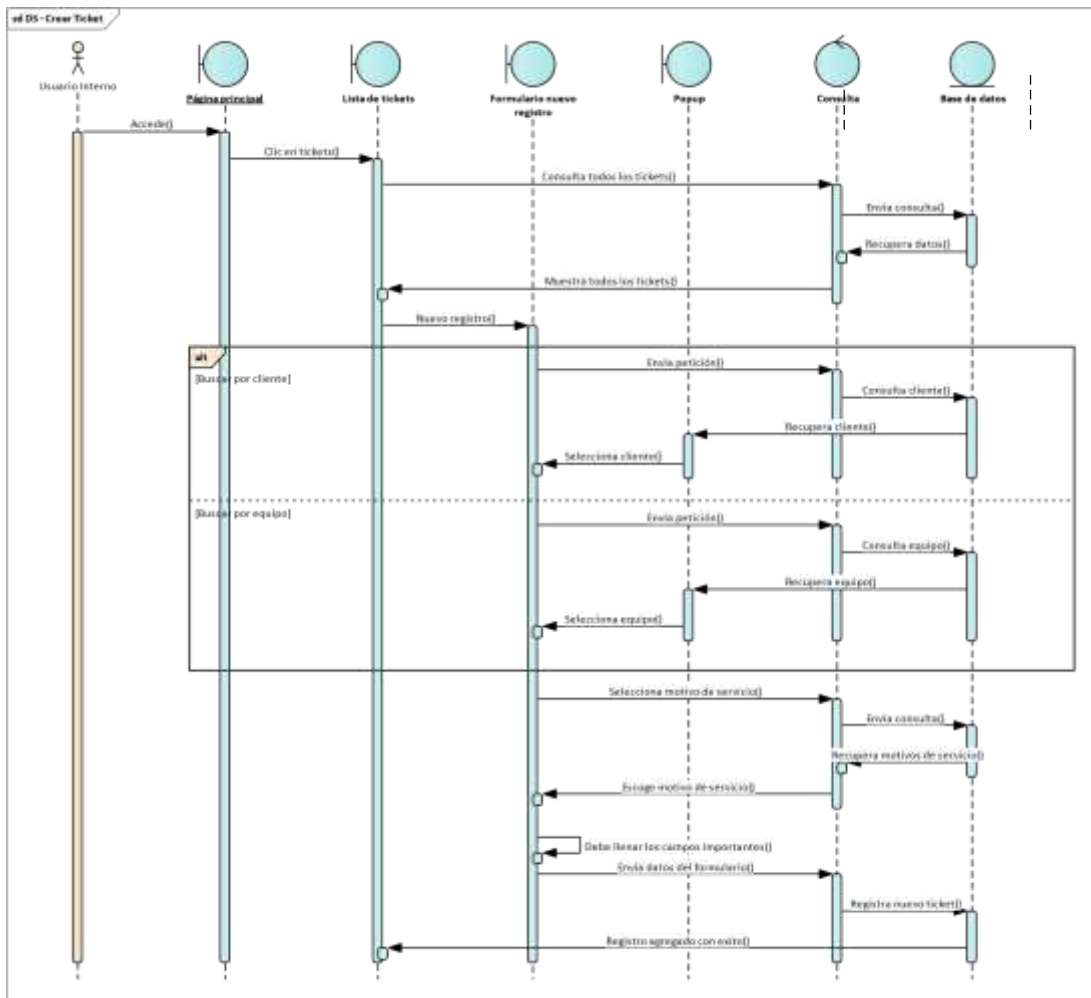 sd DS - Crear Ticket
Usuario Interno
Página principal
Lista de tickets
Formulario nuevo
registro
Popup
Consulta
Base de datos
Accede()
Clic en tickets()
Consulta todos los tickets()
Envia consulta()
Recupera datos()
Muestra todos los tickets()
Nuevo registro()
alt
[Buscar por cliente]
Envia petición()
Consulta cliente()
Recupera cliente()
Selecciona cliente()
[Buscar por equipo]
Envia petición()
Consulta equipo()
Recupera equipo()
Selecciona equipo()
Selecciona motivo de servicio()
Envia consulta()
Recupera motivos de servicio()
Escoge motivo de servicio()
Debe llenar los campos importantes()
Envia datos del formulario()
Registra nuevo ticket()
Registro agregado con exito()